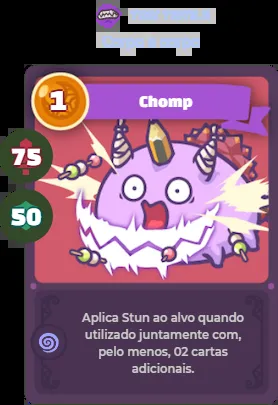 1
Chomp
75
50
Aplica Stun ao alvo quando
utilizado juntamente com,
pelo menos, 02 cartas
adicionais.